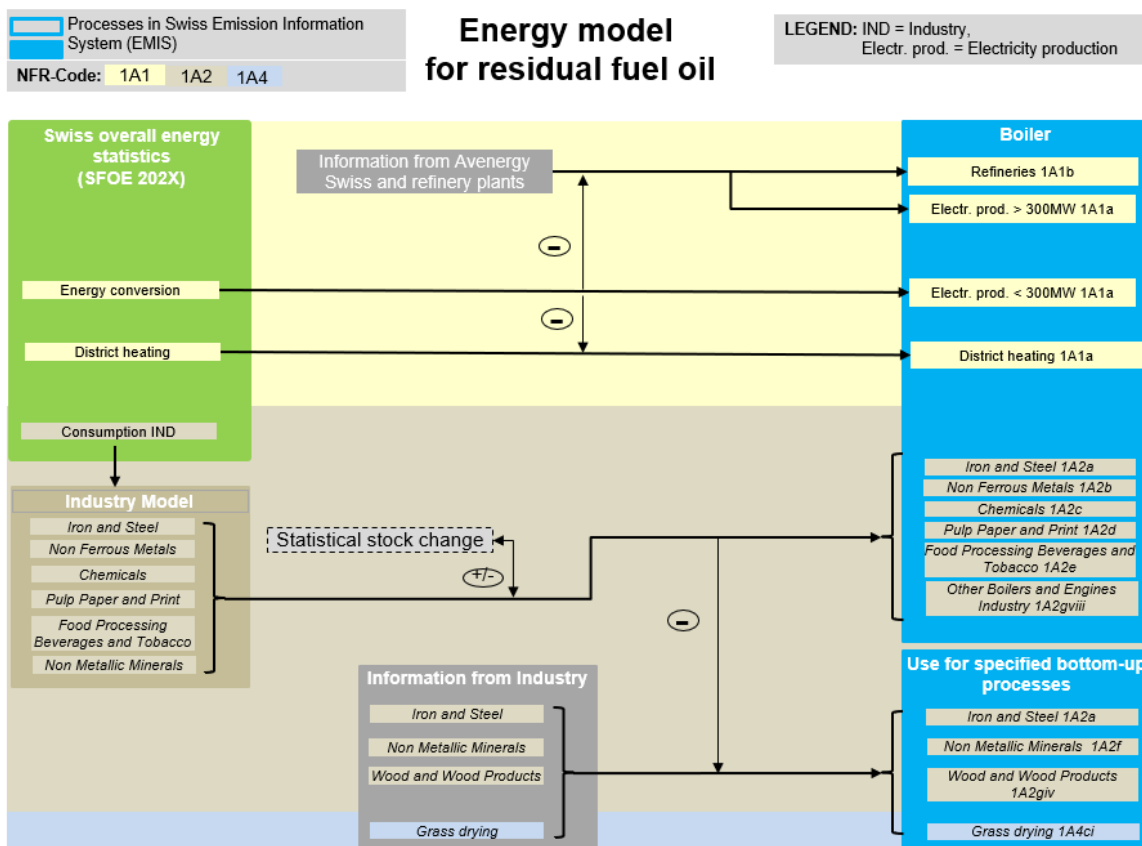 Processes in Swiss Emission Information
System (EMIS)
NFR-Code: 1A1 1A2 1A4
Energy model
for residual fuel oil
LEGEND: IND = Industry,
Electr. prod. = Electricity production
Swiss overall energy
statistics
(SFOE 202X)
Energy conversion
District heating
Consumption IND
Information from Avenergy
Swiss and refinery plants
-
-
Boiler
Refineries 1A1b
Electr. prod. > 300MW 1A1a
Electr. prod. < 300MW 1A1a
District heating 1A1a
Industry Model
Iron and Steel
Non Ferrous Metals
Chemicals
Pulp Paper and Print
Food Processing
Beverages and Tobacco
Non Metallic Minerals
Statistical stock change
+/-
-
Iron and Steel 1A2a
Non Ferrous Metals 1A2b
Chemicals 1A2c
Pulp Paper and Print 1A2d
Food Processing Beverages and
Tobacco 1A2e
Other Boilers and Engines
Industry 1A2gviii
Information from Industry
Iron and Steel
Non Metallic Minerals
Wood and Wood Products
Grass drying
Use for specified bottom-up
processes
Iron and Steel 1A2a
Non Metallic Minerals 1A2f
Wood and Wood Products
1A2giv
Grass drying 1A4ci